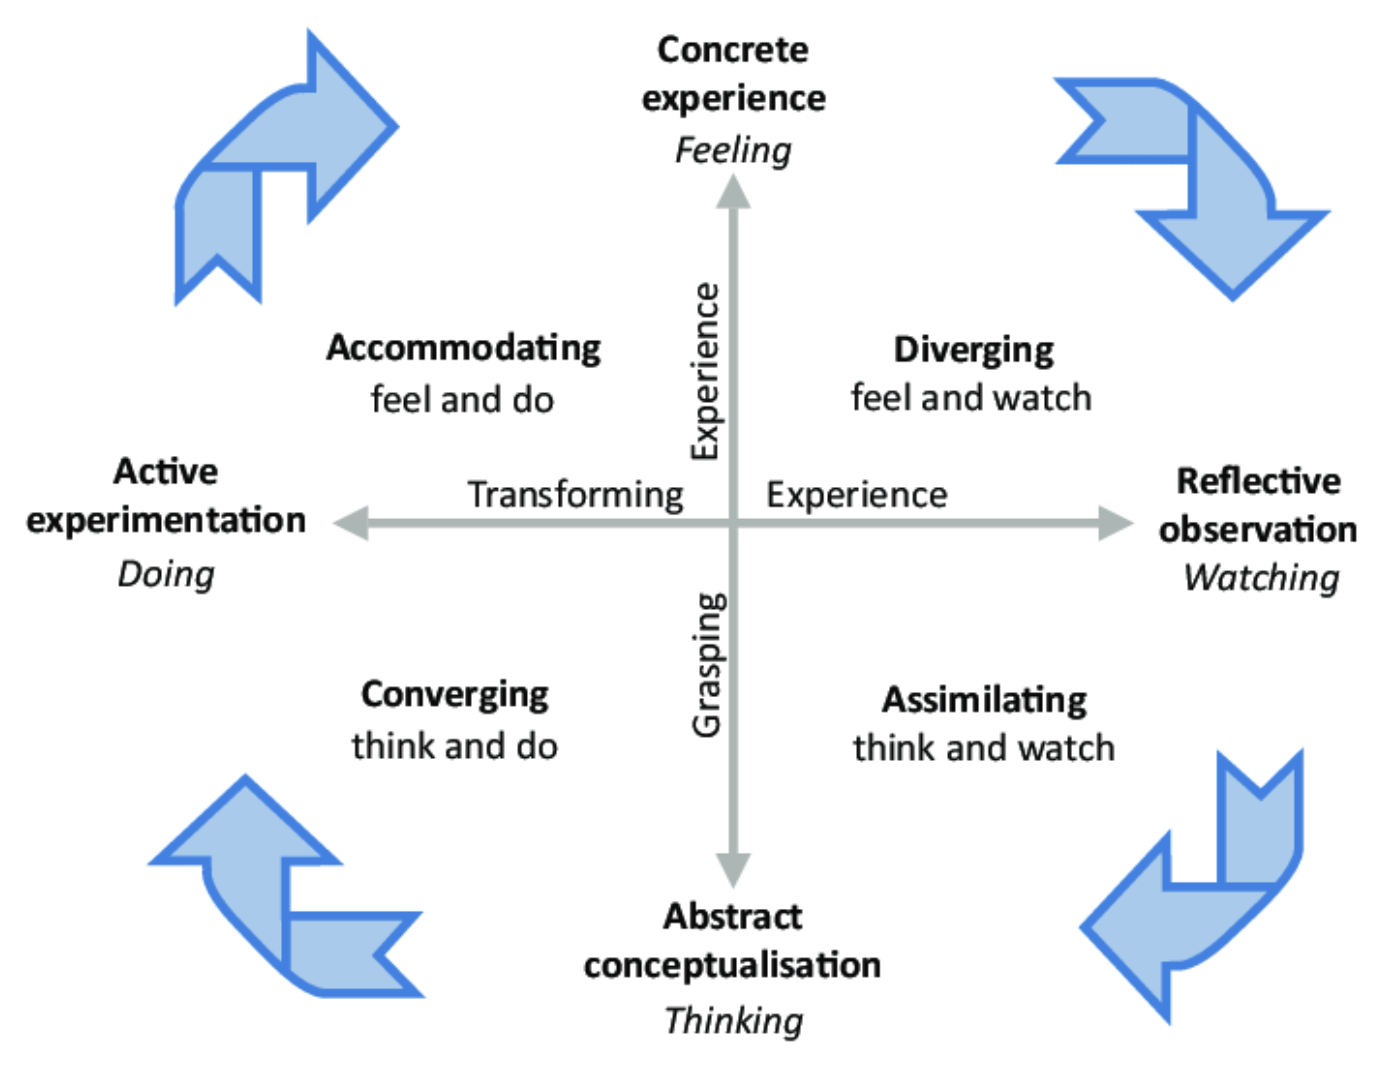 Concrete
experience
Feeling
Accommodating
feel and do
Experience
Diverging
feel and watch
Active
experimentation
Doing
Transforming
Experience
Reflective
observation
Watching
Converging
think and do
Grasping
Assimilating
think and watch
Abstract
conceptualisation
Thinking